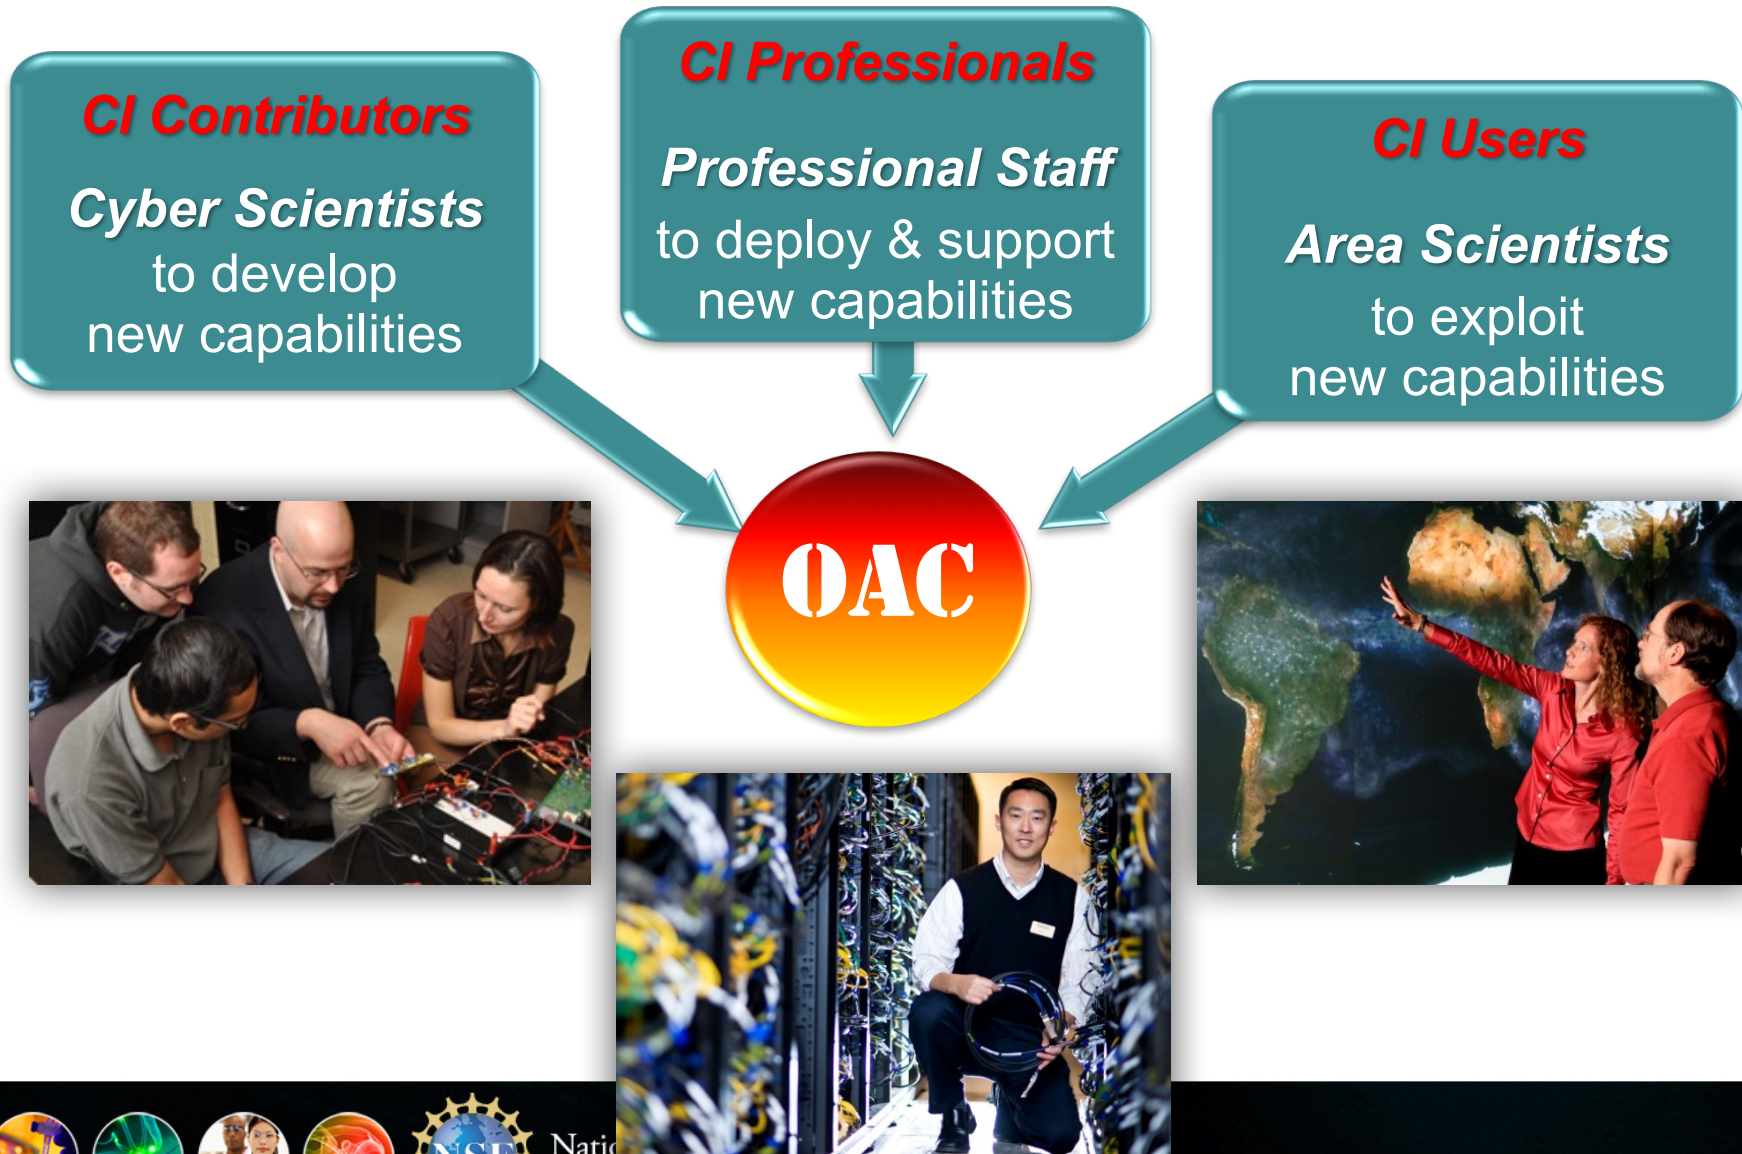 CI Contributors
Cyber Scientists
to develop
new capabilities
CI Professionals
Professional Staff
to deploy & support
new capabilities
CI Users
Area Scientists
to exploit
new capabilities
OAC
NSF